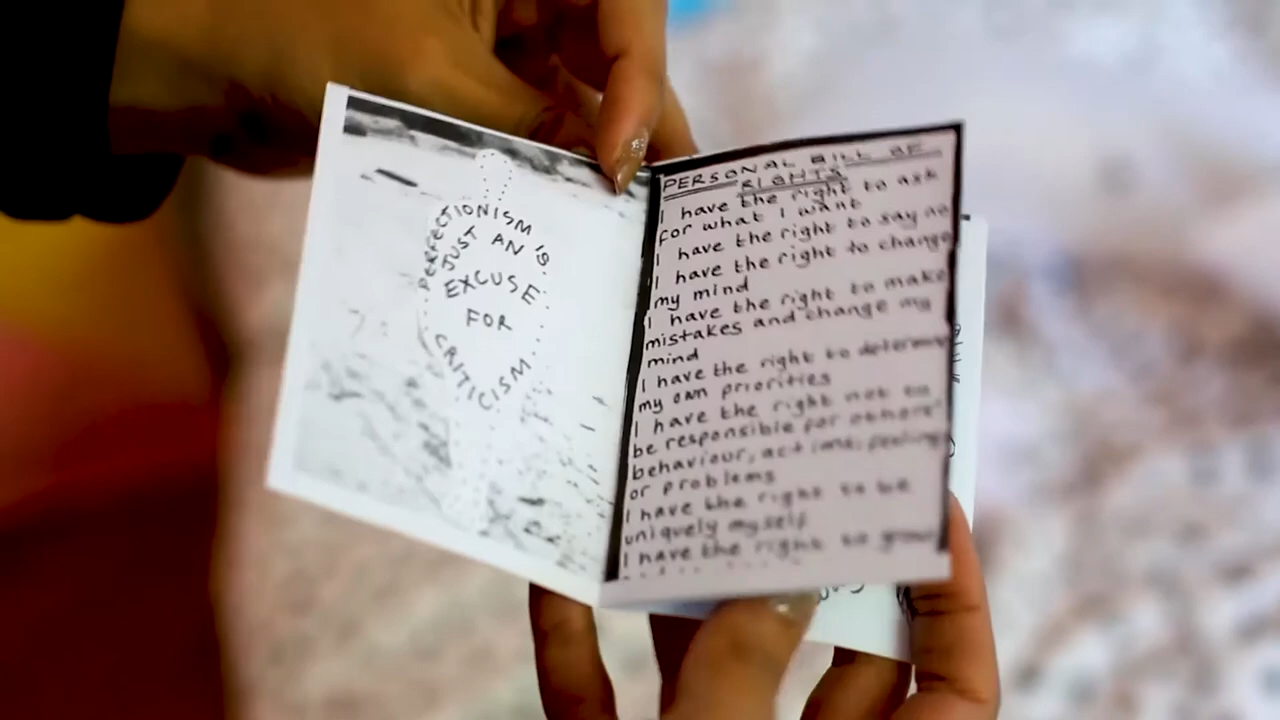 PERFECTIONISM IS
JUST AN
EXCUSE
FOR
CRITICISM
PERSONAL BILL OF
RIGHTS
I have the right to ask
for what I want
I have the right to say no
I have the right to change
my mind
I have the right to make
mistakes and change my
mind
I have the right to determine
my own priorities
I have the right not to
be responsible for others'
behaviour, actions, feelings
or problems
I have the right to be
uniquely myself
I have the right to grow